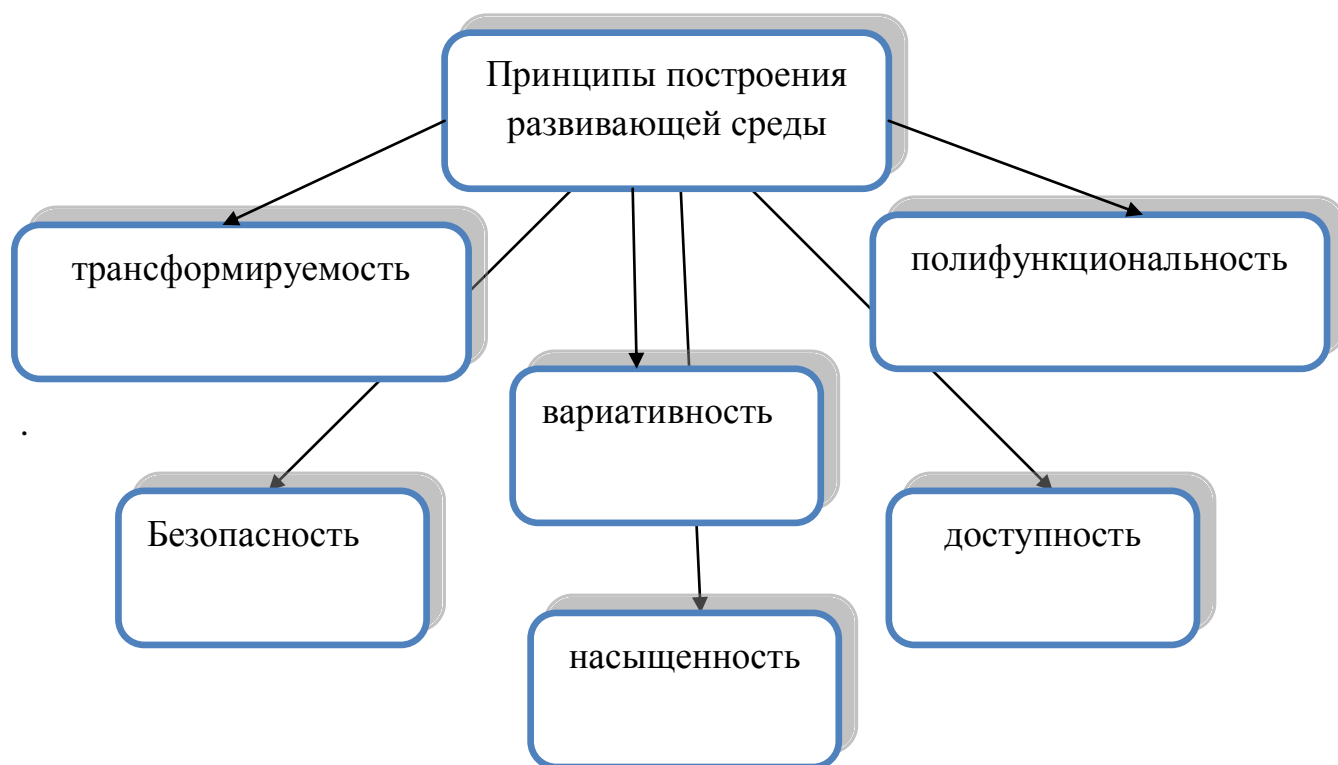 Принципы построения
развивающей среды
трансформируемость
полифункциональность
вариативность
.
Безопасность
доступность
насыщенность